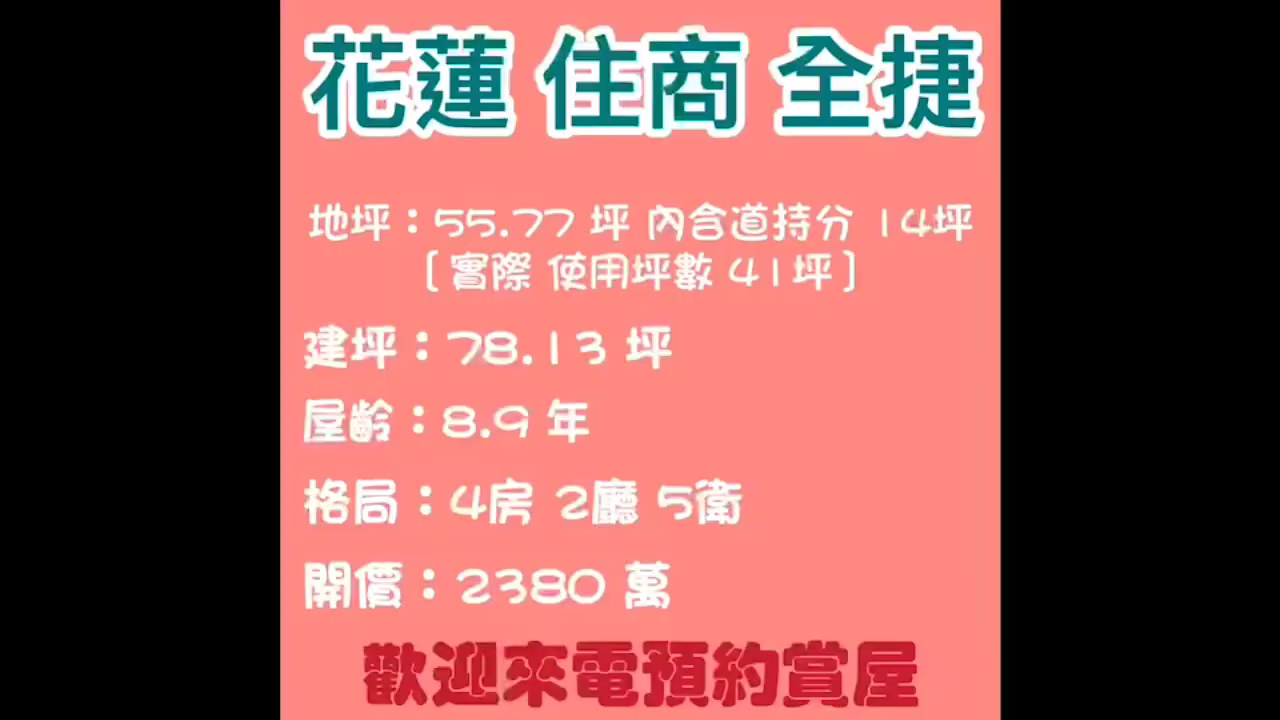 花蓮 住商 全捷
地坪：55.77 坪 內含道持分 14坪
［實際 使用坪數 41坪］
建坪：78.13 坪
屋齡：8.9 年
格局：4房 2廳 5衛
開價：2380 萬
歡迎來電預約賞屋